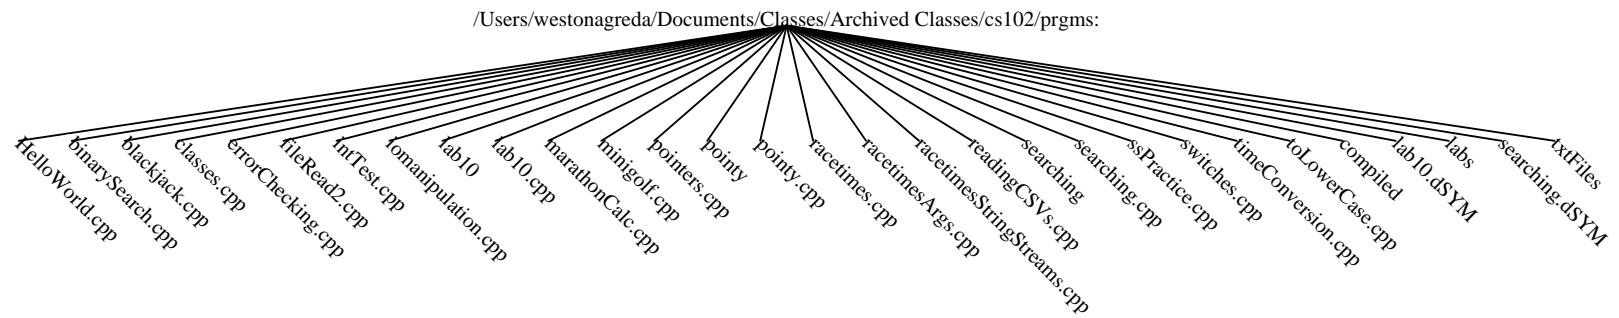 /Users/westonagreda/Documents/Classes/Archived Classes/cs102/prgms:
HelloWorld.cpp
binarySearch.cpp
blackjack.cpp
classes.cpp
errorChecking.cpp
fileRead2.cpp
intTest.cpp
iomanipulation.cpp
lab10
lab10.cpp
marathonCalc.cpp
minigolf.cpp
pointers.cpp
pointy
pointy.cpp
racetimes.cpp
racetimesArgs.cpp
racetimesStringStreams.cpp
readingCSVs.cpp
searching
searching.cpp
ssPractice.cpp
switches.cpp
timeConversion.cpp
toLowerCase.cpp
compiled
lab10.dSYM
labs
searching.dSYM
txtFiles